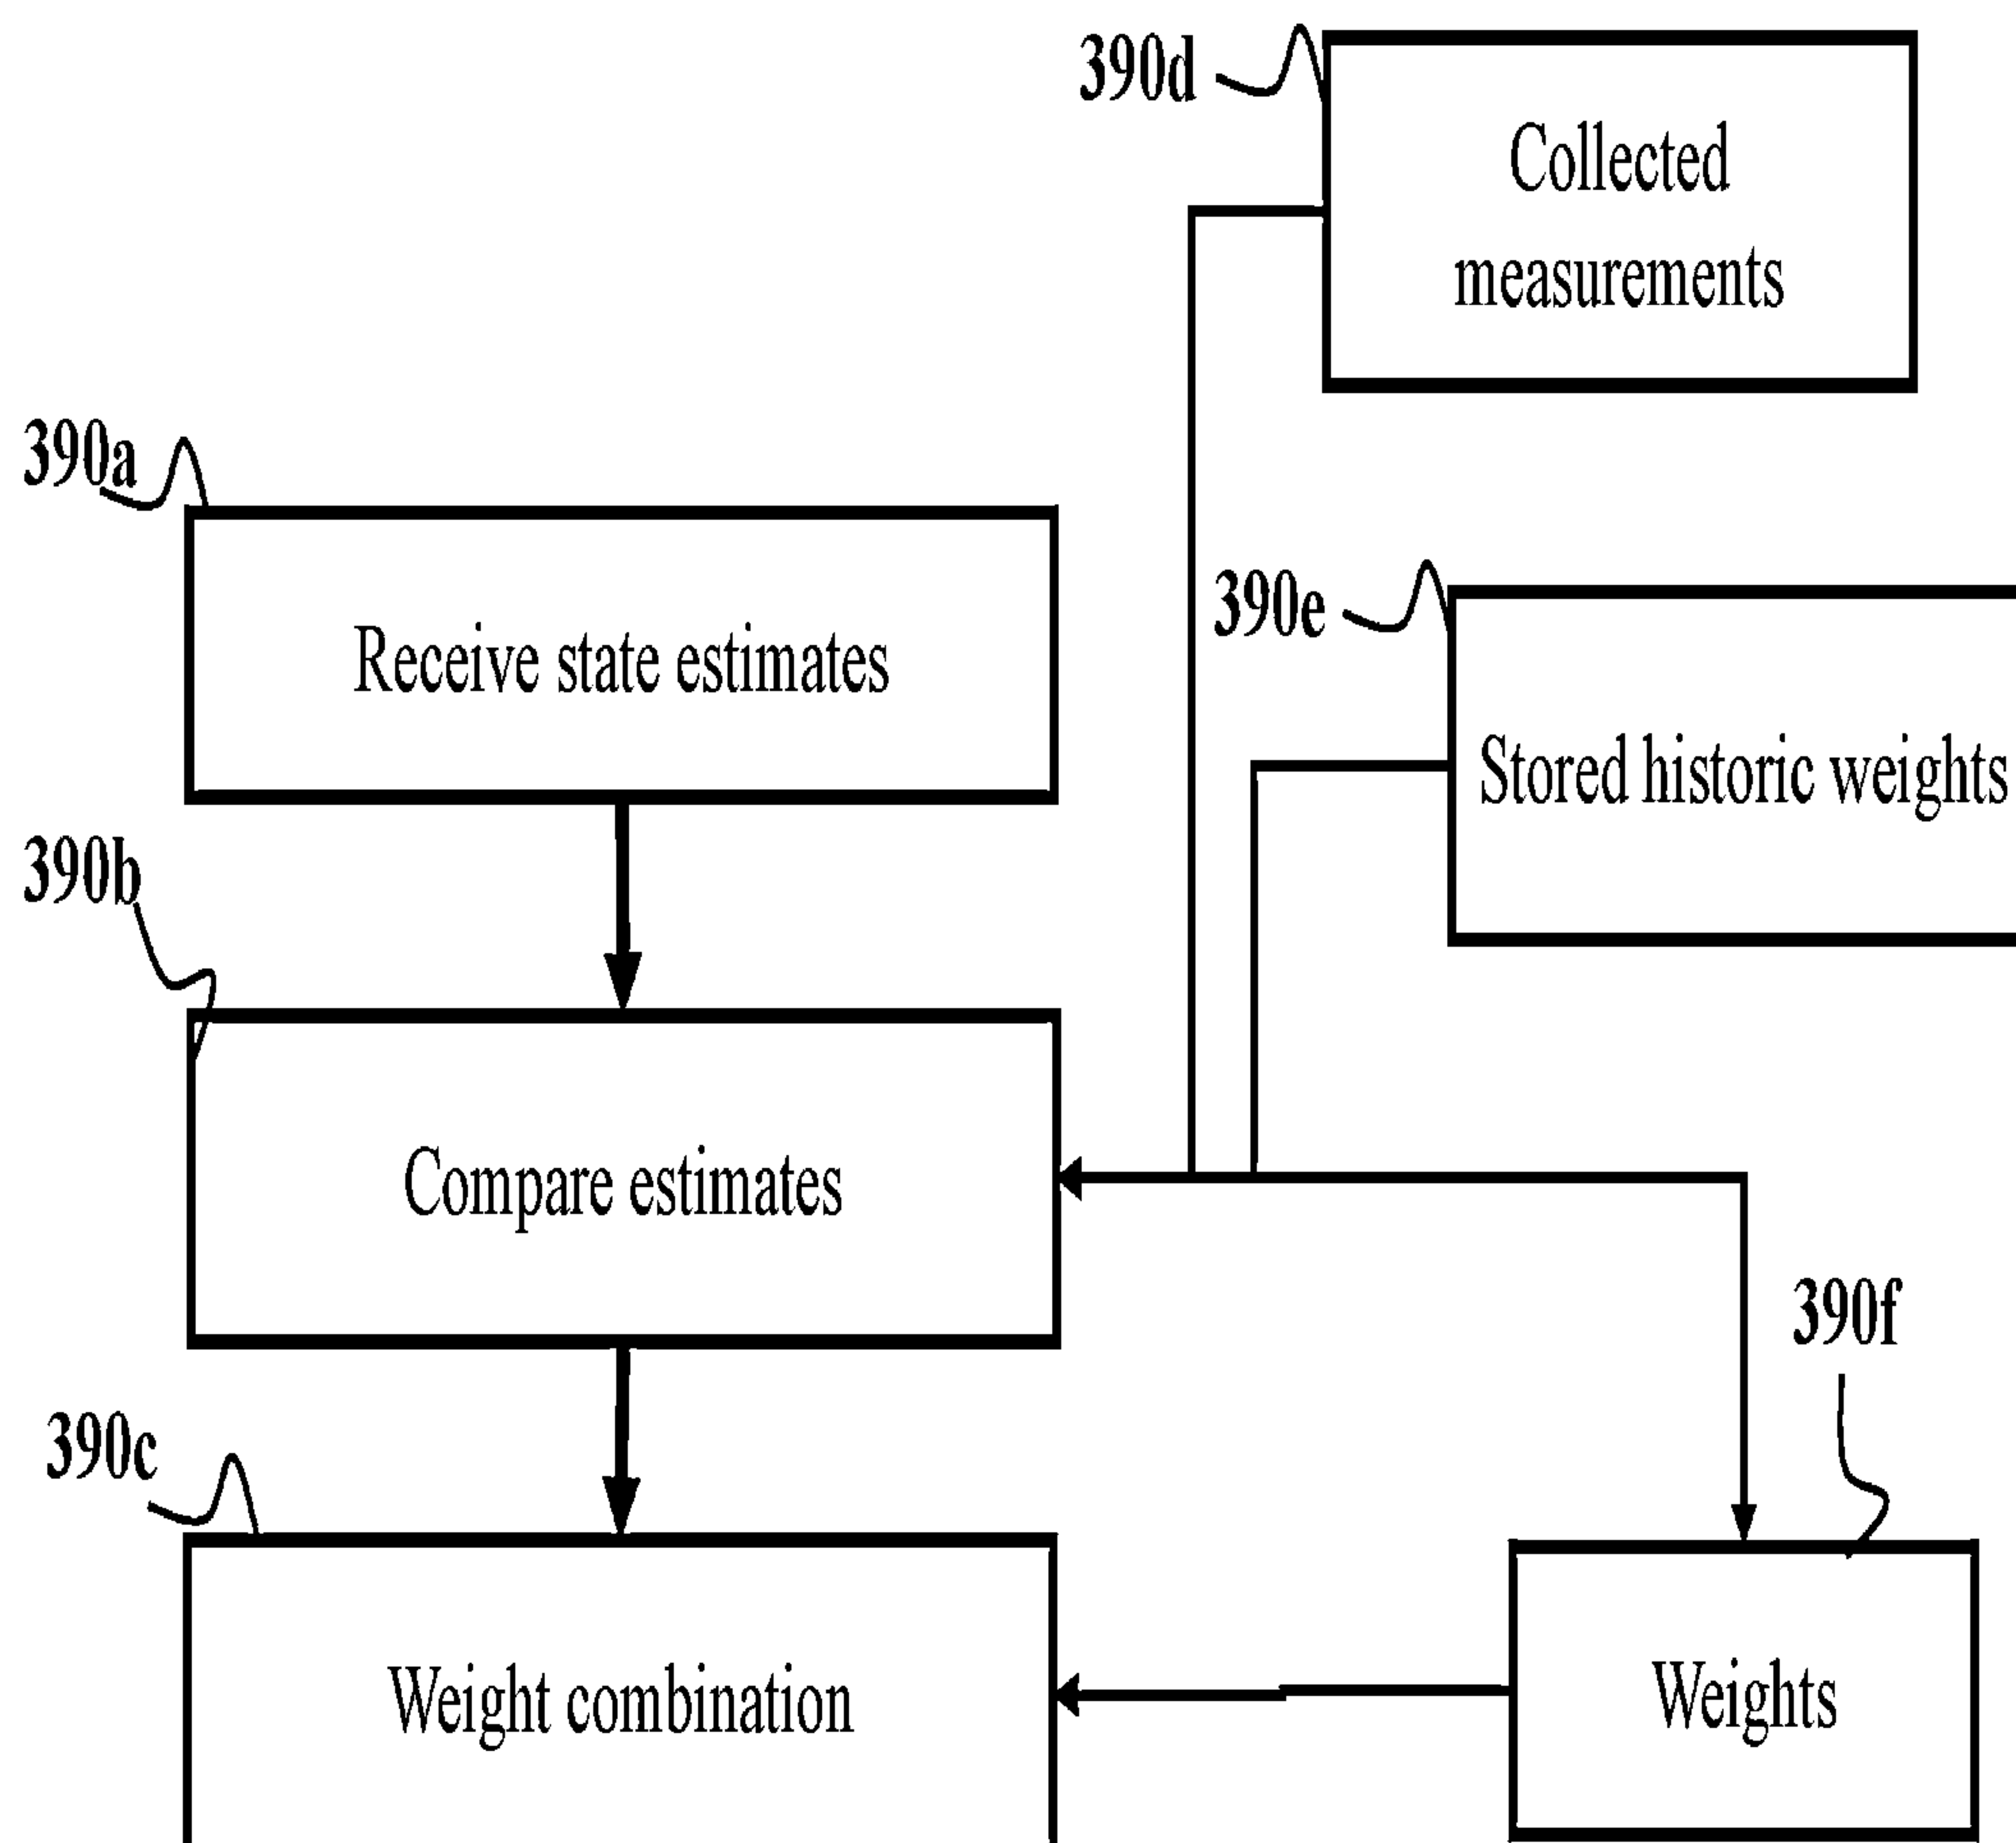 390d
Collected
measurements
390a
Receive state estimates
390e
Stored historic weights
390b
Compare estimates
390f
390c
Weight combination
Weights